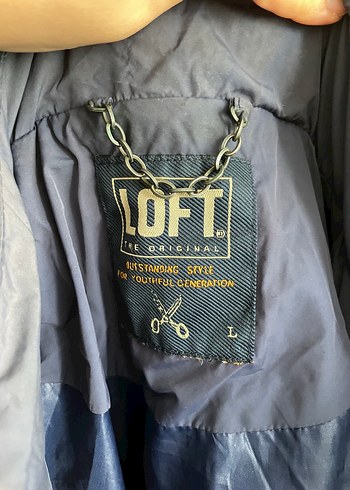 LOFT
THE ORIGINAL
OUTSTANDING STYLE
FOR YOUTHFUL GENERATION
L